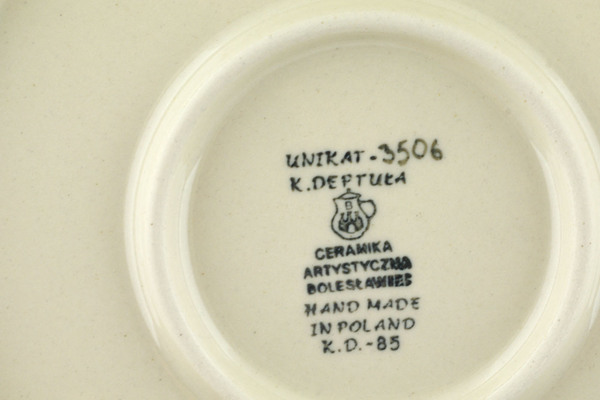 UNIKAT-3506
K. DEPTUŁA
B
CERAMIKA
ARTYSTYCZNA
BOLESŁAWIEC
HAND MADE
IN POLAND
K.D.-85